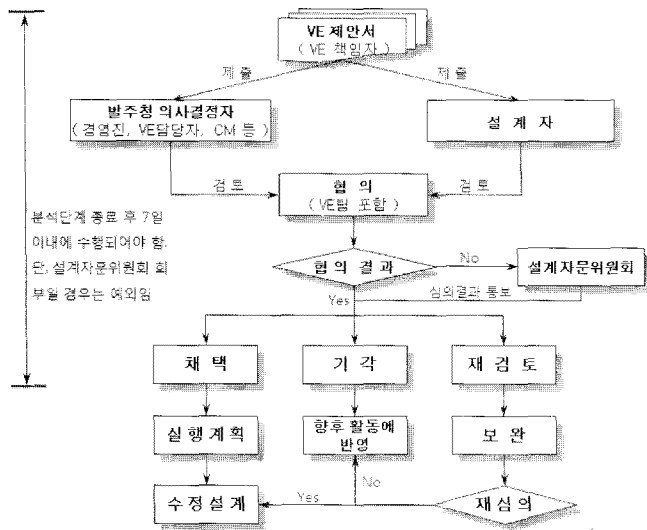 VE 제안서
( VE 책임자 )
제 출
제 출
발주청 의사결정자
( 경영진, VE담당자, CM 등 )
설 계 자
검 토
검 토
협 의
( VE팀 포함 )
분석단계 종료 후 7일
이내에 수행되어야 함.
단, 설계자문위원회 회
부일 경우는 예외임
협 의 결 과
No
설계자문위원회
심의결과 통보
Yes
채 택
기 각
재 검 토
실 행 계 획
향후 활동에
반영
보 완
수 정 설 계
Yes
No
재 심 의